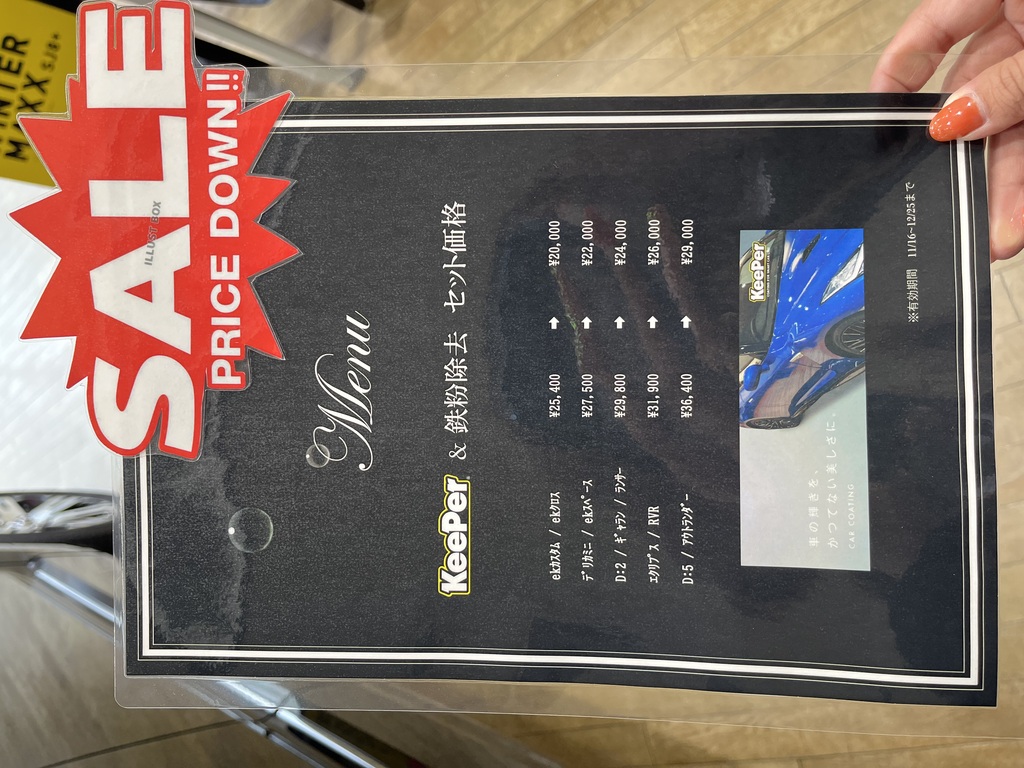 SALE
PRICE DOWN!!
ILLUST BOX
Menu
KeePer & 鉄粉除去 セット価格
ekカスタム / ekクロス ¥25,400 ➡ ¥20,000
デリカミニ / ekスペース ¥27,500 ➡ ¥22,000
D:2 / ギャラン / ランサー ¥29,800 ➡ ¥24,000
エクリプス / RVR ¥31,900 ➡ ¥26,000
D:5 / アウトランダー ¥36,400 ➡ ¥29,000
KeePer
車の輝きを、
かつてない美しさに。
CAR COATING
※有効期間 11/16~12/25まで